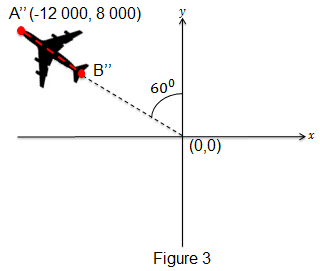 A’’ (-12 000, 8 000)
y
B’’
60⁰
x
(0,0)
Figure 3